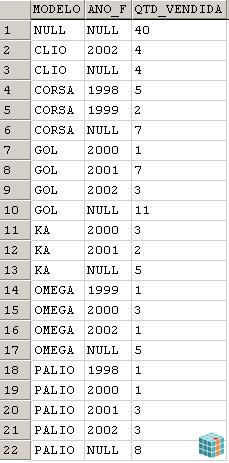 MODELO ANO_F QTD_VENDIDA
1 NULL NULL 40
2 CLIO 2002 4
3 CLIO NULL 4
4 CORSA 1998 5
5 CORSA 1999 2
6 CORSA NULL 7
7 GOL 2000 1
8 GOL 2001 7
9 GOL 2002 3
10 GOL NULL 11
11 KA 2000 3
12 KA 2001 2
13 KA NULL 5
14 OMEGA 1999 1
15 OMEGA 2000 3
16 OMEGA 2002 1
17 OMEGA NULL 5
18 PALIO 1998 1
19 PALIO 2000 1
20 PALIO 2001 3
21 PALIO 2002 3
22 PALIO NULL 8